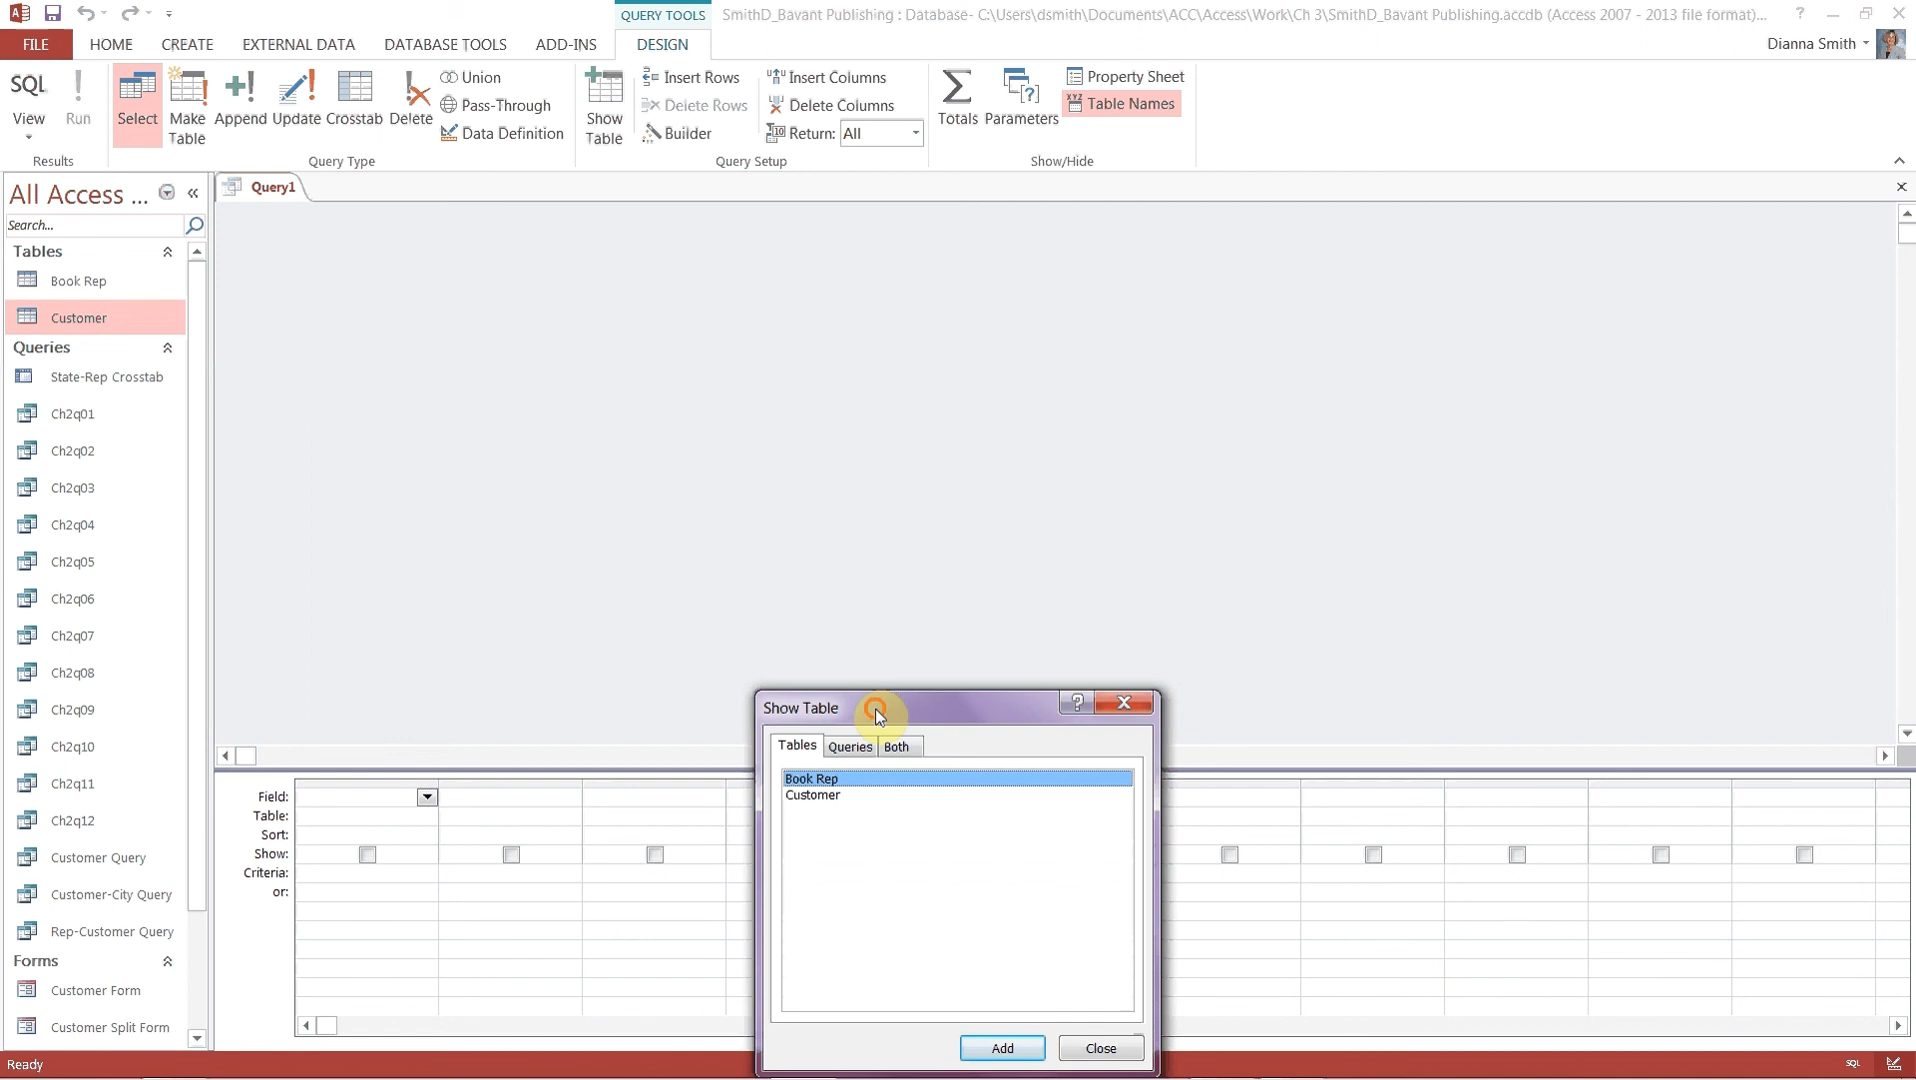 QUERY TOOLS
SmithD_Bavant Publishing : Database- C:\Users\dsmith\Documents\ACC\Access\Work\Ch 3\SmithD_Bavant Publishing.accdb (Access 2007 - 2013 file format)...
FILE HOME CREATE EXTERNAL DATA DATABASE TOOLS ADD-INS DESIGN
Dianna Smith
SQL
View
Run
Results
Select
Make
Table
Append
Update
Crosstab
Delete
Union
Pass-Through
Data Definition
Query Type
Show
Table
Insert Rows
Delete Rows
Builder
Insert Columns
Delete Columns
Return: All
Query Setup
Totals
Parameters
Property Sheet
XYZ Table Names
Show/Hide
All Access ...
Search...
Tables
Book Rep
Customer
Queries
State-Rep Crosstab
Ch2q01
Ch2q02
Ch2q03
Ch2q04
Ch2q05
Ch2q06
Ch2q07
Ch2q08
Ch2q09
Ch2q10
Ch2q11
Ch2q12
Customer Query
Customer-City Query
Rep-Customer Query
Forms
Customer Form
Customer Split Form
Query1
Field:
Table:
Sort:
Show:
Criteria:
or:
Show Table
Tables Queries Both
Book Rep
Customer
Add Close
Ready
SQL